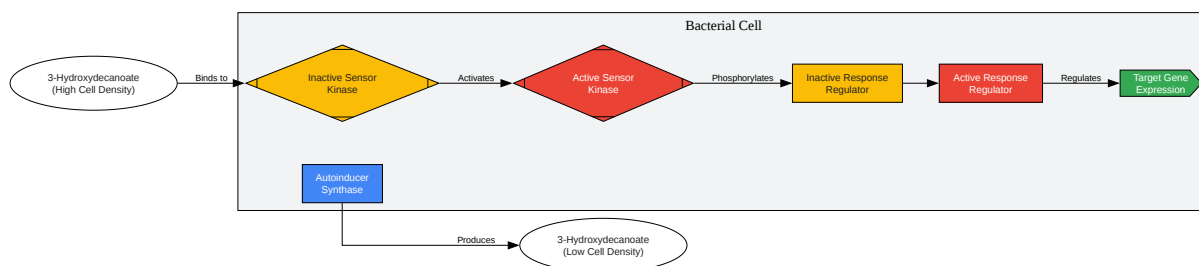 Bacterial Cell
3-Hydroxydecanoate
(High Cell Density)
Binds to
Inactive Sensor
Kinase
Activates
Active Sensor
Kinase
Phosphorylates
Inactive Response
Regulator
Active Response
Regulator
Regulates
Target Gene
Expression
Autoinducer
Synthase
Produces
3-Hydroxydecanoate
(Low Cell Density)